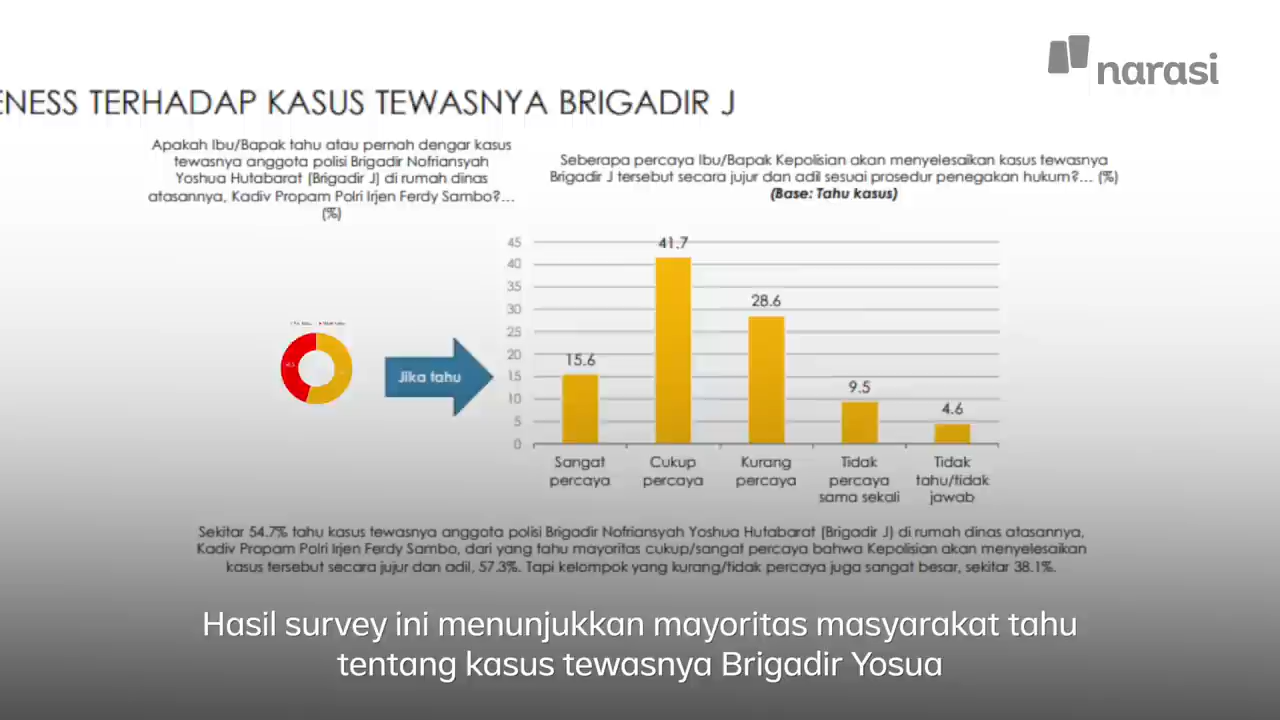 narasi
ENESS TERHADAP KASUS TEWASNYA BRIGADIR J
Apakah Ibu/Bapak tahu atau pernah dengar kasus
tewasnya anggota polisi Brigadir Nofriansyah
Yoshua Hutabarat (Brigadir J) di rumah dinas
atasannya, Kadiv Propam Polri Irjen Ferdy Sambo?...
(%)
Seberapa percaya Ibu/Bapak Kepolisian akan menyelesaikan kasus tewasnya
Brigadir J tersebut secara jujur dan adil sesuai prosedur penegakan hukum?... (%)
(Base: Tahu kasus)
Jika tahu
45
40
35
30
25
20
15
10
5
0
15.6
41.7
28.6
9.5
4.6
Sangat
percaya
Cukup
percaya
Kurang
percaya
Tidak
percaya
sama sekali
Tidak
tahu/tidak
jawab
Sekitar 54.7% tahu kasus tewasnya anggota polisi Brigadir Nofriansyah Yoshua Hutabarat (Brigadir J) di rumah dinas atasannya,
Kadiv Propam Polri Irjen Ferdy Sambo, dari yang tahu mayoritas cukup/sangat percaya bahwa Kepolisian akan menyelesaikan
kasus tersebut secara jujur dan adil, 57.3%. Tapi kelompok yang kurang/tidak percaya juga sangat besar, sekitar 38.1%.
Hasil survey ini menunjukkan mayoritas masyarakat tahu
tentang kasus tewasnya Brigadir Yosua